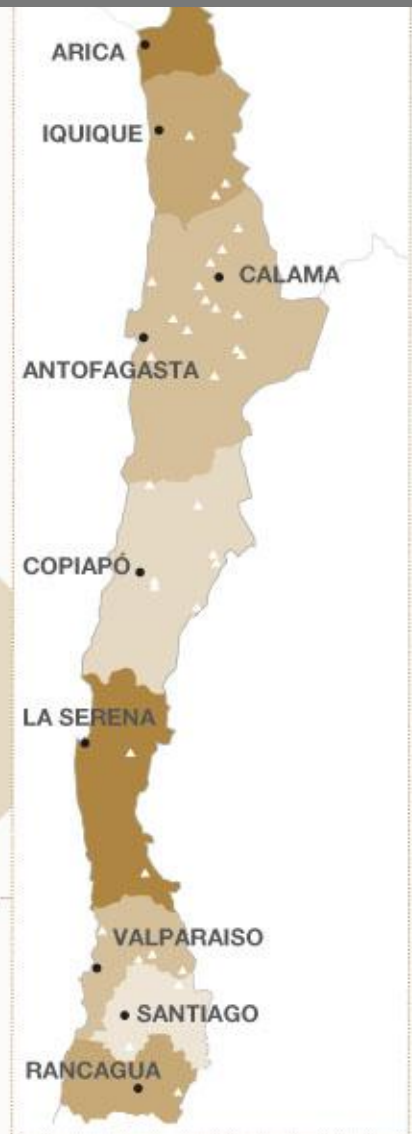 ARICA
IQUIQUE
CALAMA
ANTOFAGASTA
COPIAPÓ
LA SERENA
VALPARAISO
SANTIAGO
RANCAGUA